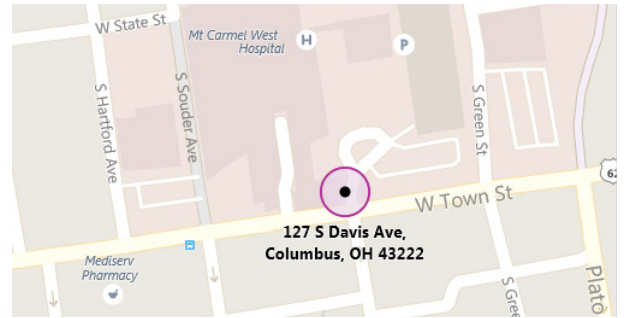 W State St
Mt Carmel West
Hospital
H
P
S Hartford Ave
S Souder Ave
S Green St
62
W Town St
127 S Davis Ave,
Columbus, OH 43222
Mediserv
Pharmacy
S Gree
Plato